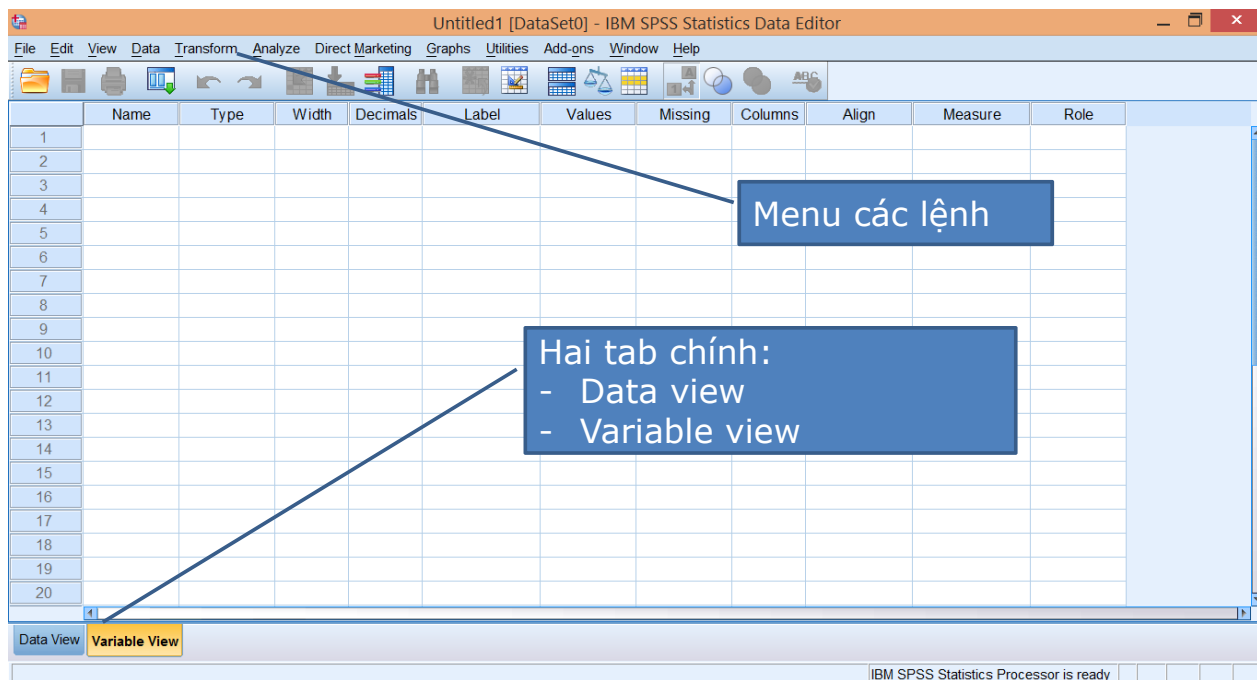 Untitled1 [DataSet0] - IBM SPSS Statistics Data Editor
File Edit View Data Transform Analyze Direct Marketing Graphs Utilities Add-ons Window Help
Name Type Width Decimals Label Values Missing Columns Align Measure Role
1
2
3
4
Menu các lệnh
5
6
7
8
9
10
Hai tab chính:
11
- Data view
12
13
- Variable view
14
15
16
17
18
19
20
Data View Variable View
IBM SPSS Statistics Processor is ready